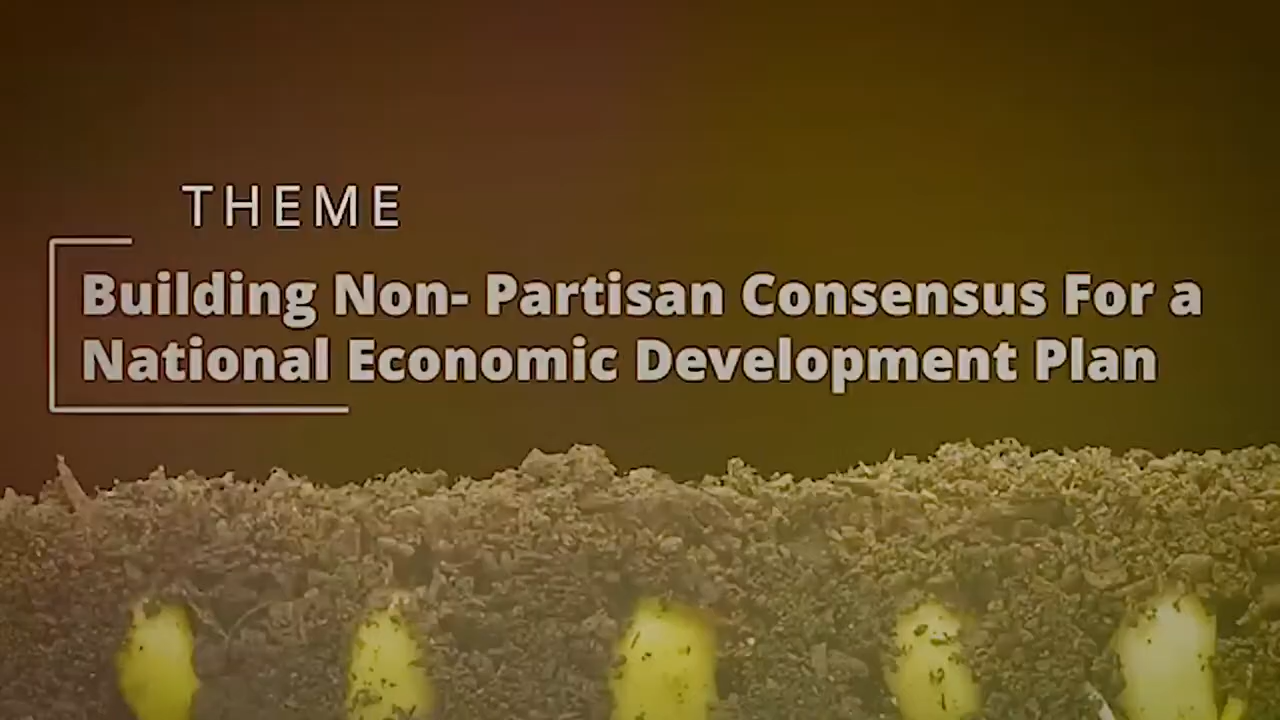 THEME
Building Non- Partisan Consensus For a
National Economic Development Plan